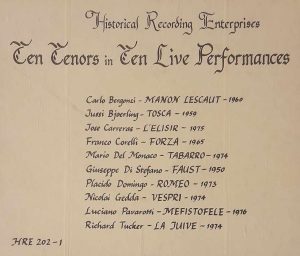 Historical Recording Enterprises
Ten Tenors in Ten Live Performances
Carlo Bergonzi - MANON LESCAUT - 1960
Jussi Bjoerling - TOSCA - 1959
Jose Carreras - L'ELISIR - 1975
Franco Corelli - FORZA - 1965
Mario Del Monaco - TABARRO - 1974
Giuseppe Di Stefano - FAUST - 1950
Placido Domingo - ROMEO - 1973
Nicolai Gedda - VESPRI - 1974
Luciano Pavarotti - MEFISTOFELE - 1976
Richard Tucker - LA JUIVE - 1974
HRE 202-1